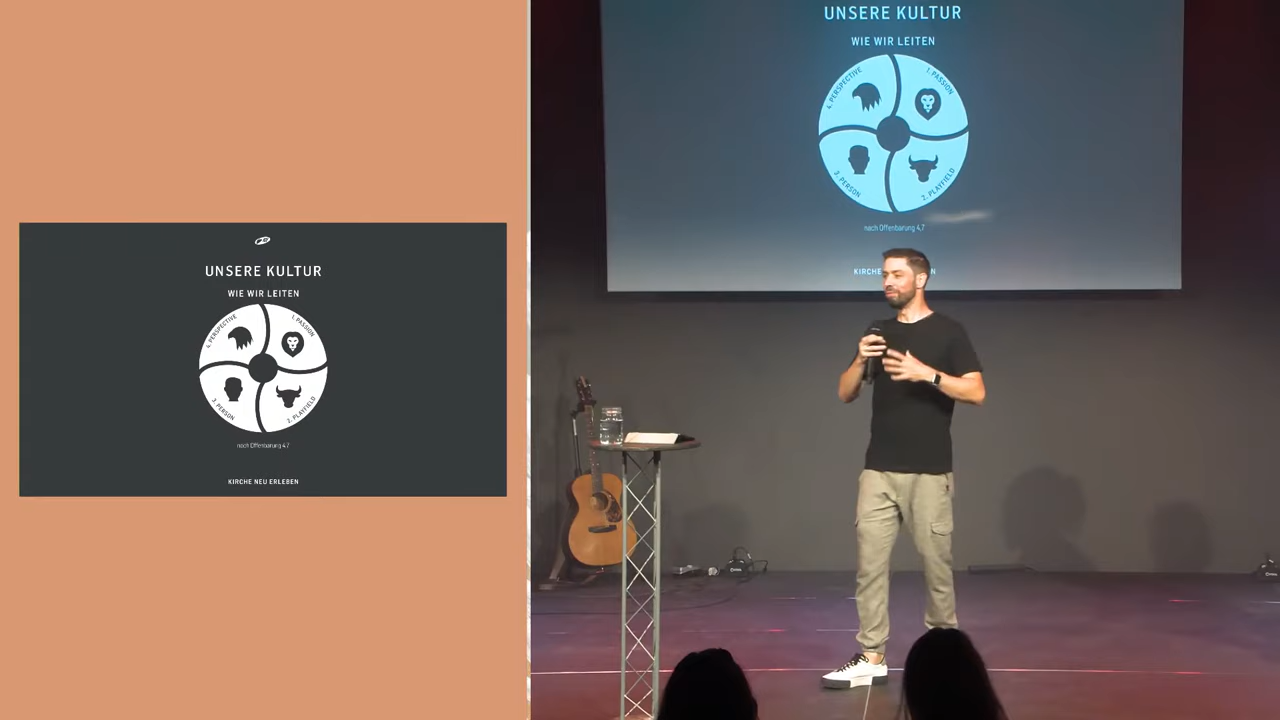 UNSERE KULTUR
WIE WIR LEITEN
4. PERSPECTIVE
1. PASSION
3. PERSON
2. PLAYFIELD
nach Offenbarung 4,7
KIRCHE NEU ERLEBEN
UNSERE KULTUR
WIE WIR LEITEN
4. PERSPECTIVE
1. PASSION
3. PERSON
2. PLAYFIELD
nach Offenbarung 4,7
KIRCHE